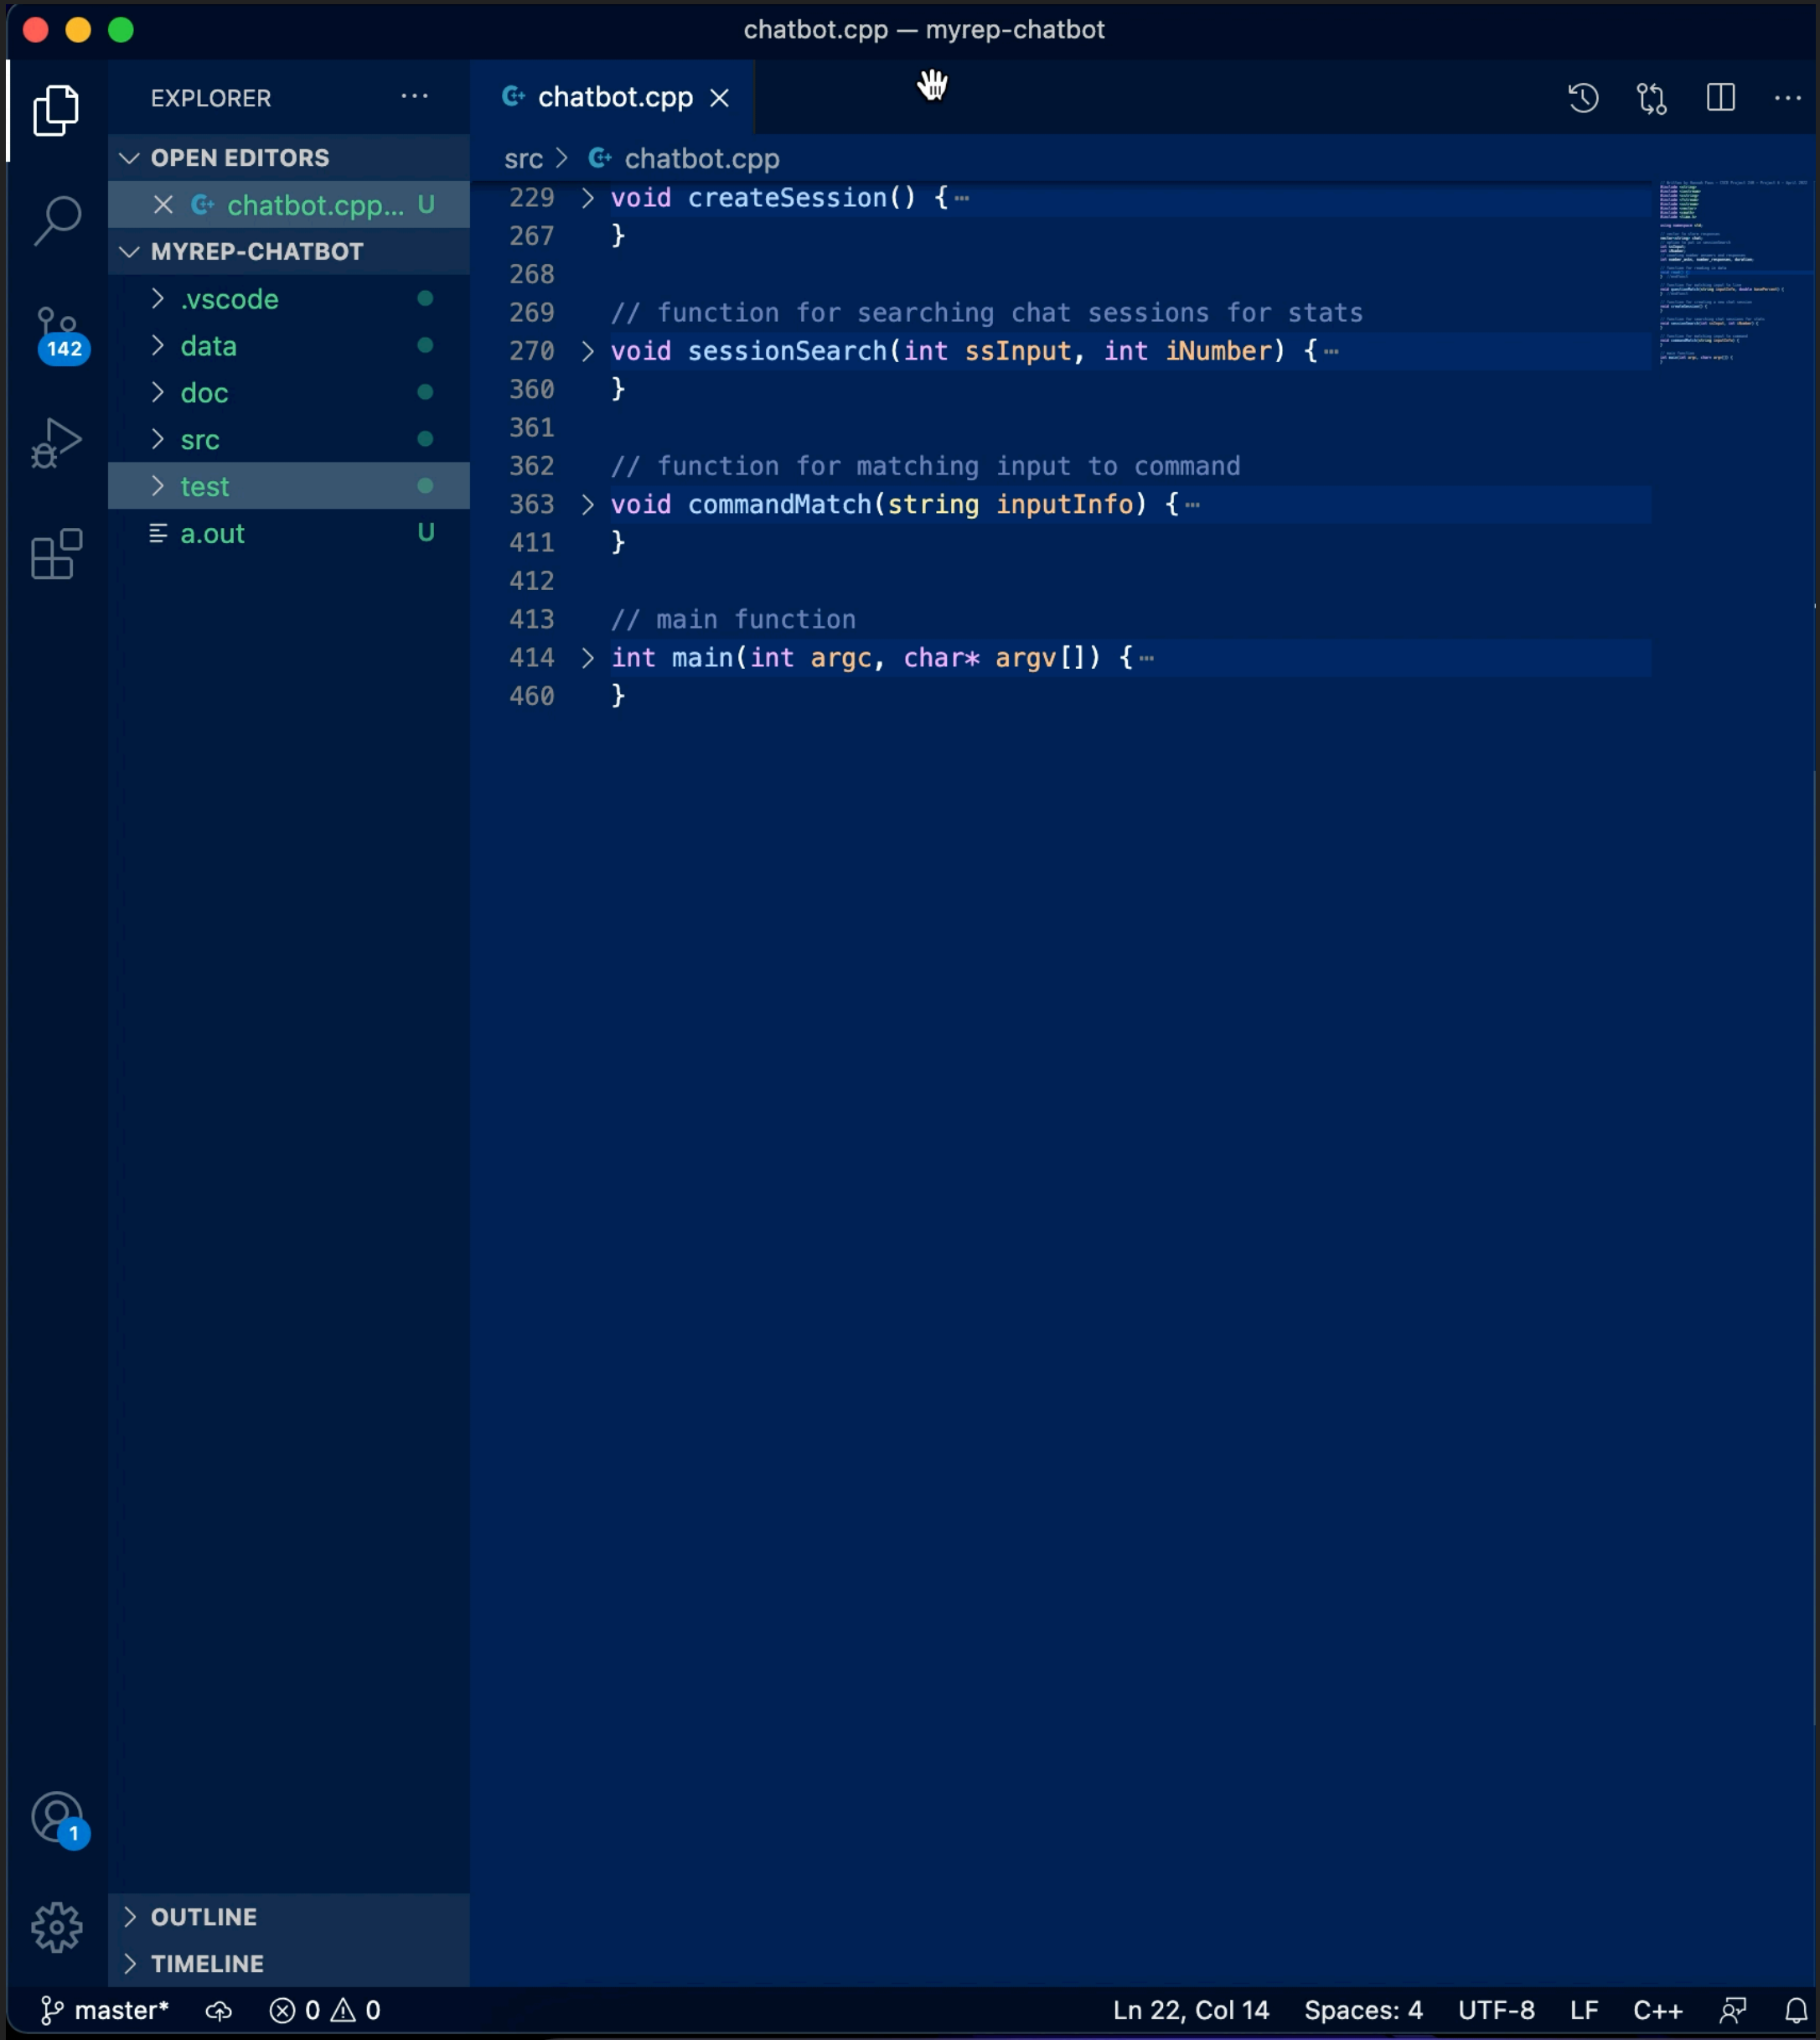 chatbot.cpp — myrep-chatbot
EXPLORER
OPEN EDITORS
chatbot.cpp... U
MYREP-CHATBOT
.vscode
data
doc
src
test
a.out U
142
1
OUTLINE
TIMELINE
chatbot.cpp
src > chatbot.cpp
229 > void createSession() {⋯
267 }
268
269 // function for searching chat sessions for stats
270 > void sessionSearch(int ssInput, int iNumber) {⋯
360 }
361
362 // function for matching input to command
363 > void commandMatch(string inputInfo) {⋯
411 }
412
413 // main function
414 > int main(int argc, char* argv[]) {⋯
460 }
master* 0 0 Ln 22, Col 14 Spaces: 4 UTF-8 LF C++